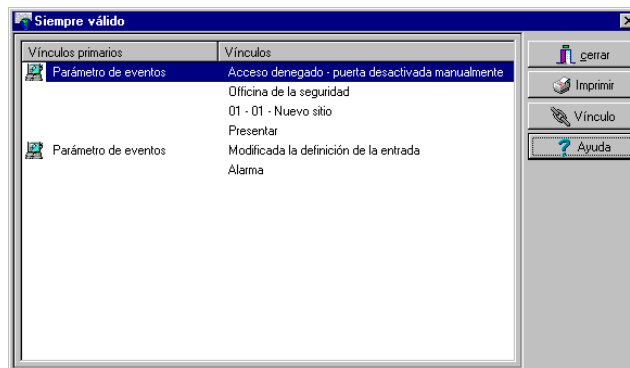 Siempre válido
Vínculos primarios Vínculos
Parámetro de eventos Acceso denegado - puerta desactivada manualmente
Officina de la seguridad
01 - 01 - Nuevo sitio
Presentar
Parámetro de eventos Modificada la definición de la entrada
Alarma
cerrar
Imprimir
Vínculo
Ayuda